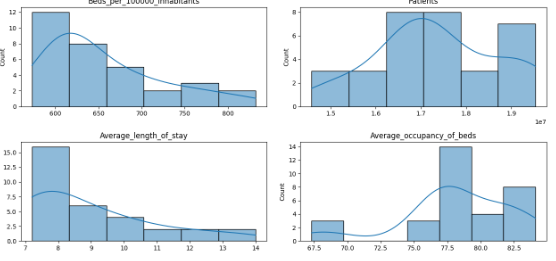 Beds_per_100000_inhabitants
Count
12
10
8
6
4
2
0
600 650 700 750 800
Patients
Count
8
6
4
2
0
1.5 1.6 1.7 1.8 1.9
1e7
Average_length_of_stay
15.0
12.5
10.0
7.5
5.0
2.5
0.0
7 8 9 10 11 12 13 14
Average_occupancy_of_beds
Count
14
12
10
8
6
4
2
0
67.5 70.0 72.5 75.0 77.5 80.0 82.5